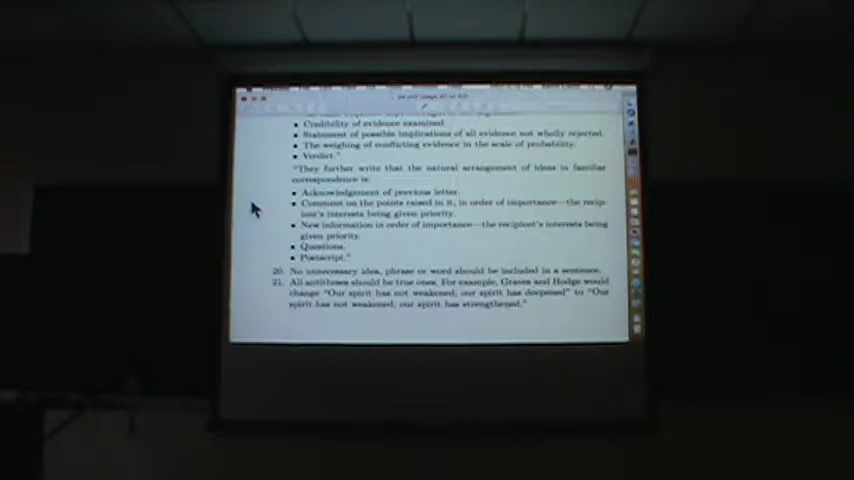 • Credibility of evidence examined.
• Statement of possible implications of all evidence not wholly rejected.
• The weighing of conflicting evidence in the scale of probability.
• Verdict."
"They further write that the natural arrangement of ideas in familiar
correspondence is:
• Acknowledgement of previous letter.
• Comment on the points raised in it, in order of importance—the recip-
ient's interests being given priority.
• New information in order of importance—the recipient's interests being
given priority.
• Questions.
• Postscript."
20. No unnecessary idea, phrase or word should be included in a sentence.
21. All antitheses should be true ones. For example, Graves and Hodge would
change "Our spirit has not weakened; our spirit has deepened" to "Our
spirit has not weakened; our spirit has strengthened."